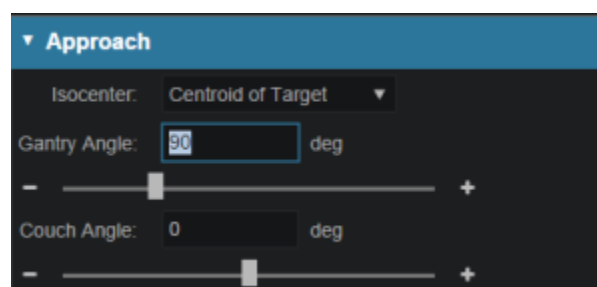 ▼ Approach
Isocenter: Centroid of Target ▼
Gantry Angle: 90 deg
- +
Couch Angle: 0 deg
- +